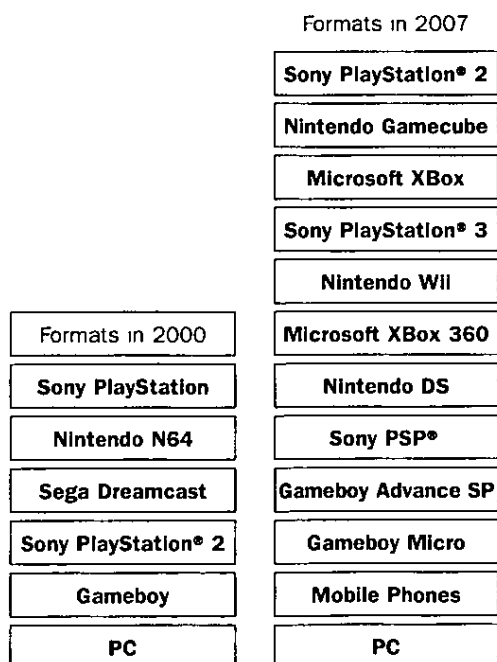 Formats in 2007
Sony PlayStation® 2
Nintendo Gamecube
Microsoft XBox
Sony PlayStation® 3
Nintendo Wii
Microsoft XBox 360
Nintendo DS
Sony PSP®
Gameboy Advance SP
Gameboy Micro
Mobile Phones
PC
Formats in 2000
Sony PlayStation
Nintendo N64
Sega Dreamcast
Sony PlayStation® 2
Gameboy
PC